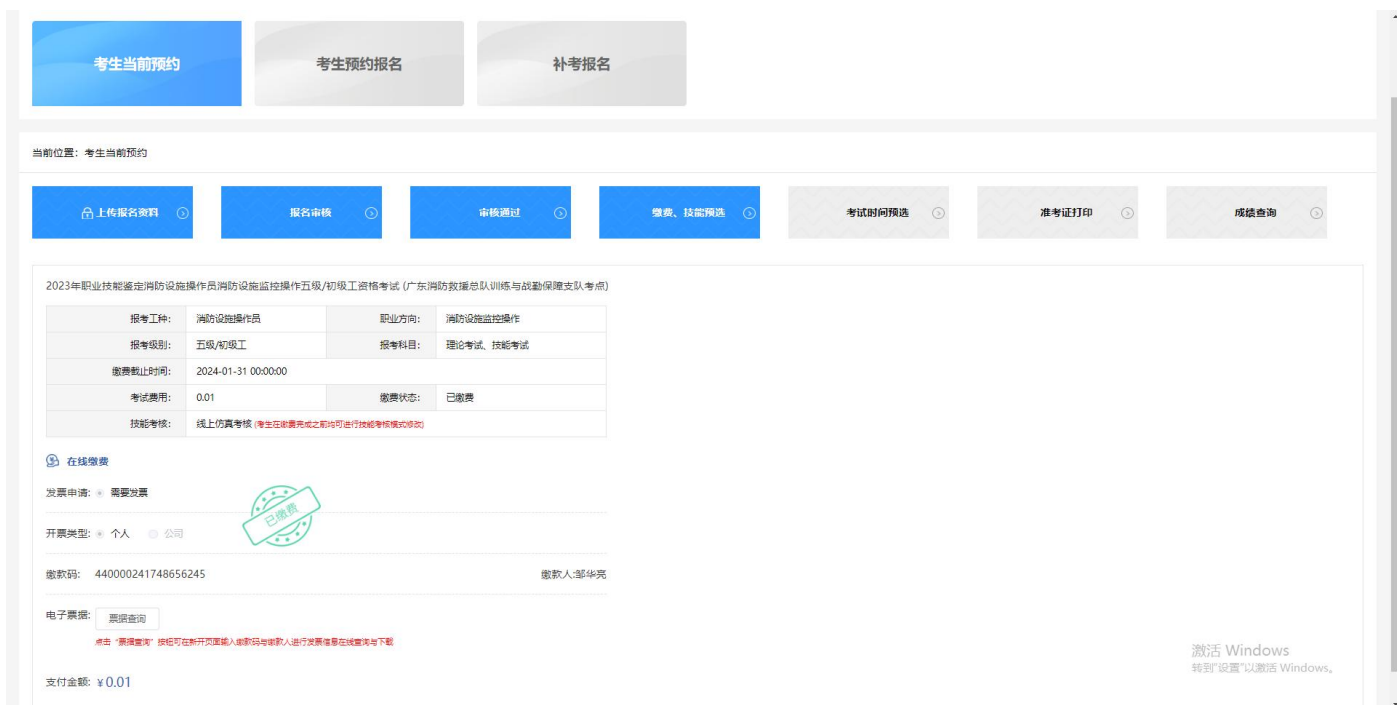 考生当前预约
考生预约报名
补考报名
当前位置：考生当前预约
上传报名资料
报名审核
审核通过
缴费、技能预选
考试时间预选
准考证打印
成绩查询
2023年职业技能鉴定消防设施操作员消防设施监控操作五级/初级工资格考试 (广东消防救援总队训练与战勤保障支队考点)
报考工种： 消防设施操作员 职业方向： 消防设施监控操作
报考级别： 五级/初级工 报考科目： 理论考试、技能考试
缴费截止时间： 2024-01-31 00:00:00
考试费用： 0.01 缴费状态： 已缴费
技能考核： 线上仿真考核 (考生在缴费完成之前均可进行技能考核模式修改)
在线缴费
发票申请: 需要发票
已缴费
开票类型: 个人 公司
缴款码: 440000241748656245 缴款人:邹华亮
电子票据: 票据查询
点击“票据查询”按钮可在新开页面输入缴款码与缴款人进行发票信息在线查询与下载
支付金额: ¥0.01
激活 Windows
转到"设置"以激活 Windows。